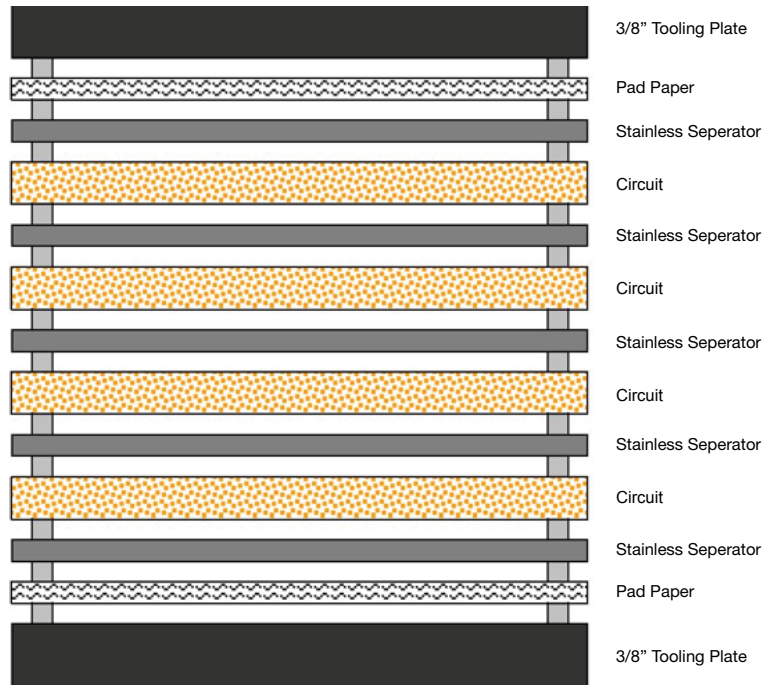 3/8” Tooling Plate
Pad Paper
Stainless Seperator
Circuit
Stainless Seperator
Circuit
Stainless Seperator
Circuit
Stainless Seperator
Circuit
Stainless Seperator
Pad Paper
3/8” Tooling Plate